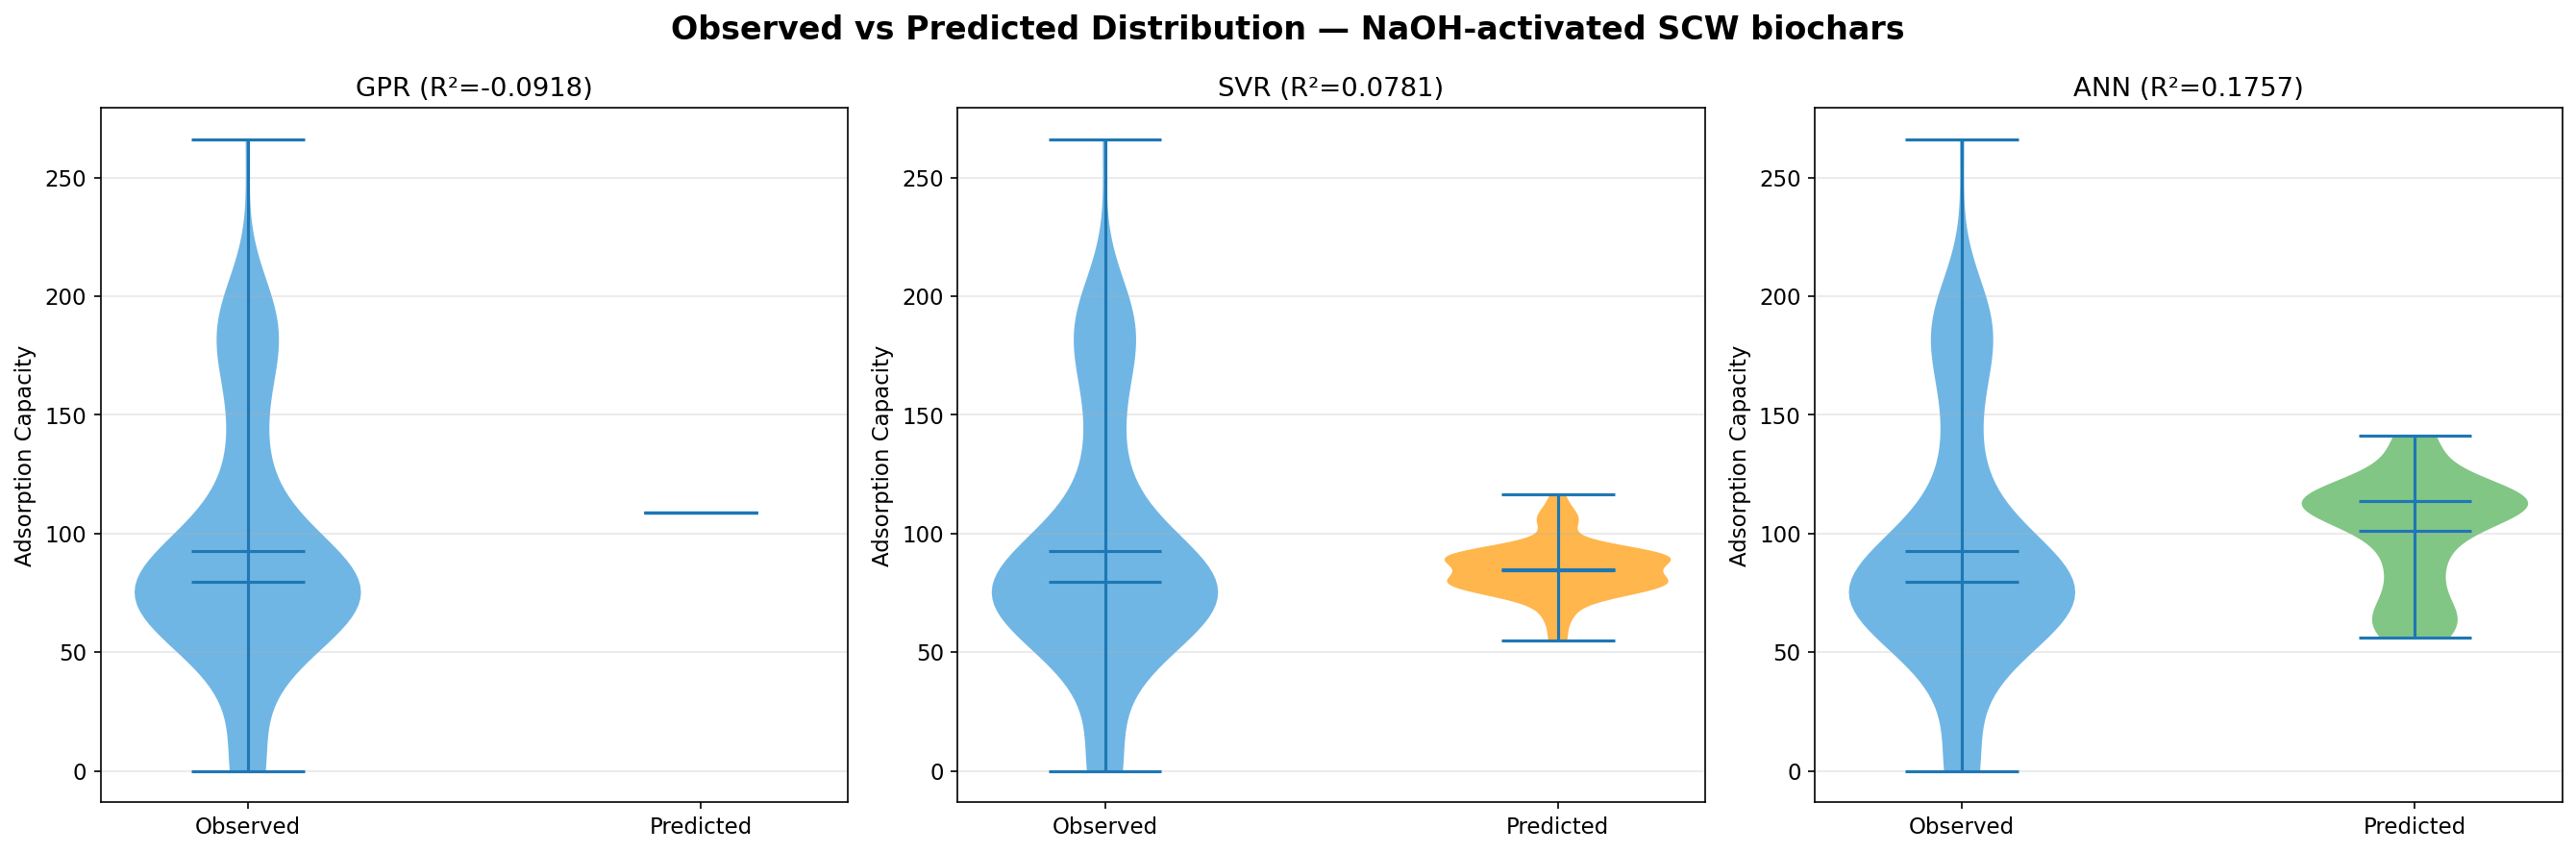 Observed vs Predicted Distribution — NaOH-activated SCW biochars
GPR (R²=-0.0918)
Adsorption Capacity
250
200
150
100
50
0
Observed
Predicted
SVR (R²=0.0781)
Adsorption Capacity
250
200
150
100
50
0
Observed
Predicted
ANN (R²=0.1757)
Adsorption Capacity
250
200
150
100
50
0
Observed
Predicted